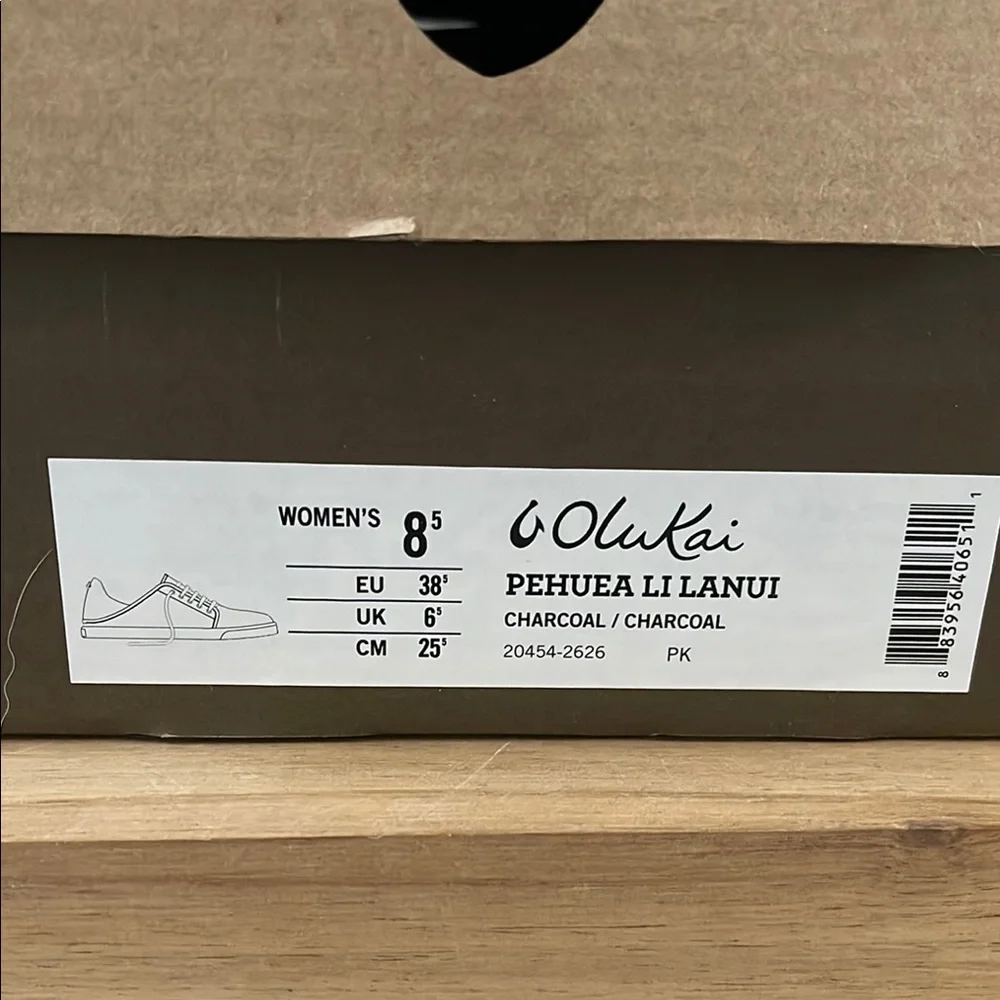 WOMEN'S 8⁵
EU 38⁵
UK 6⁵
CM 25⁵
OluKai
PEHUEA LI LANUI
CHARCOAL / CHARCOAL
20454-2626 PK
8 83956 40651 1